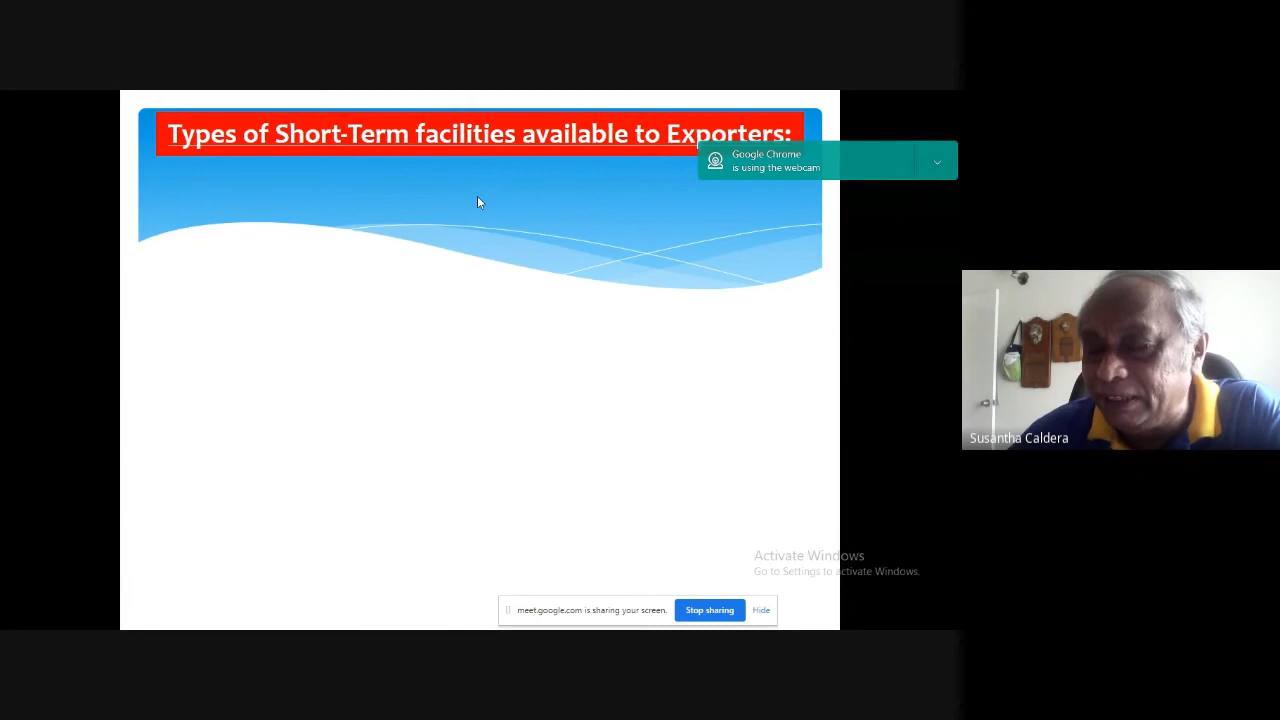 Types of Short-Term facilities available to Exporters:
Google Chrome
is using the webcam
Susantha Caldera
Activate Windows
Go to Settings to activate Windows.
meet.google.com is sharing your screen.
Stop sharing
Hide